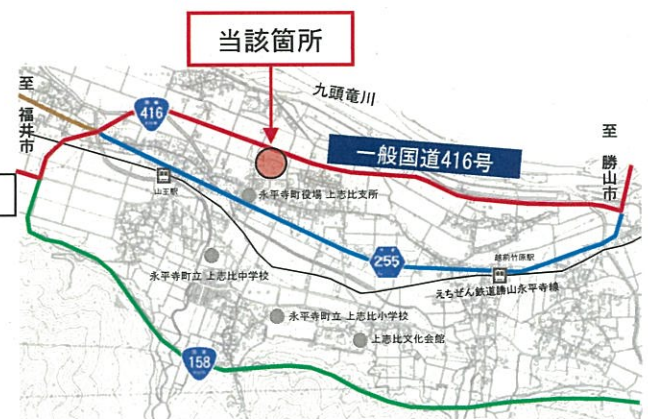 当該箇所
九頭竜川
至 福井市
416
一般国道416号
至 勝山市
山王駅
永平寺町役場 上志比支所
255
越前竹原駅
永平寺町立 上志比中学校
えちぜん鉄道勝山永平寺線
永平寺町立 上志比小学校
上志比文化会館
158